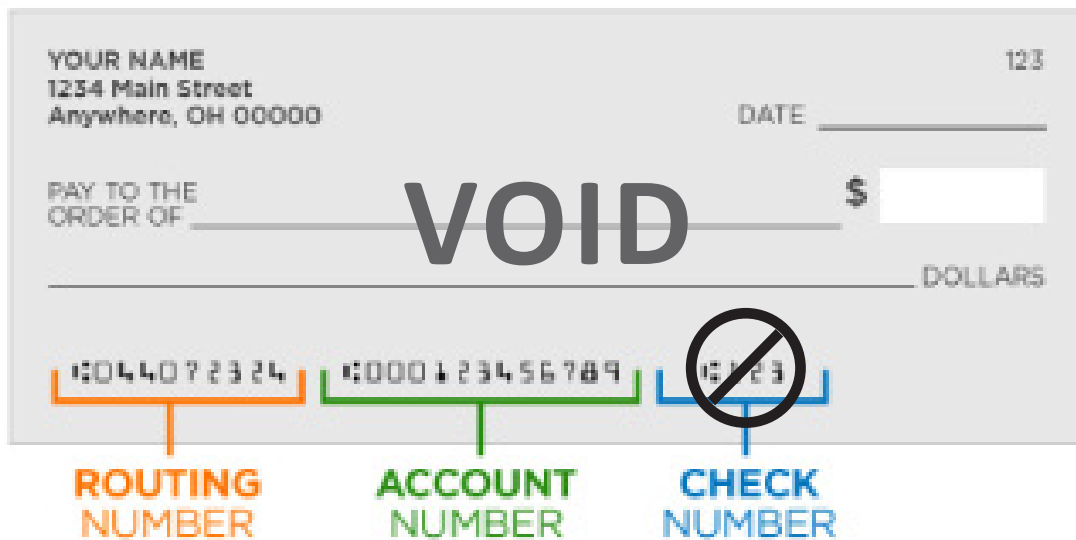 YOUR NAME
123
1234 Main Street
Anywhere, OH 00000
DATE
PAY TO THE
ORDER OF
$
VOID
DOLLARS
⑆044072324 ⑆000123456789 ⑆123
ROUTING
NUMBER
ACCOUNT
NUMBER
CHECK
NUMBER